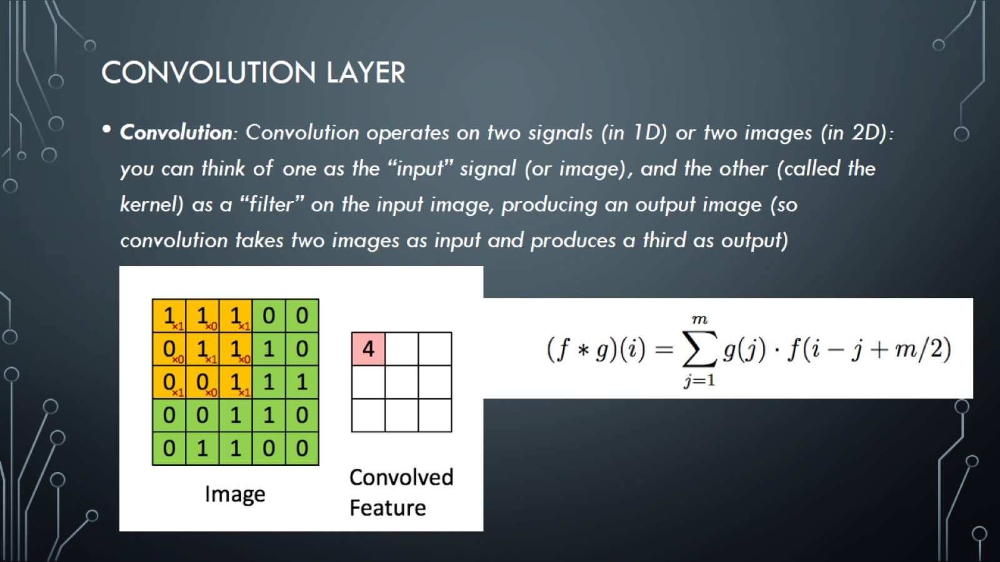 CONVOLUTION LAYER
• Convolution: Convolution operates on two signals (in 1D) or two images (in 2D):
you can think of one as the “input” signal (or image), and the other (called the
kernel) as a “filter” on the input image, producing an output image (so
convolution takes two images as input and produces a third as output)
1×1 1×0 1×1 0 0
0×0 1×1 1×0 1 0
0×1 0×0 1×1 1 1
0 0 1 1 0
0 1 1 0 0
Image
4
Convolved
Feature
m
(f * g)(i) = ∑ g(j) · f(i − j + m/2)
j=1